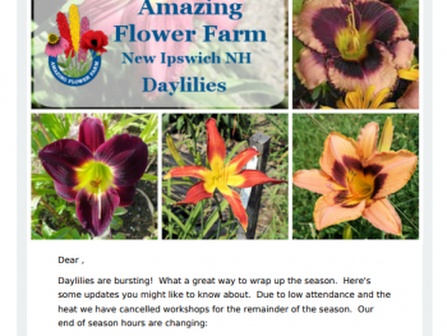 Amazing
Flower Farm
New Ipswich NH
Daylilies
AMAZING FLOWER FARM
Dear ,
Daylilies are bursting!  What a great way to wrap up the season.  Here's
some updates you might like to know about.  Due to low attendance and the
heat we have cancelled workshops for the remainder of the season.  Our
end of season hours are changing: